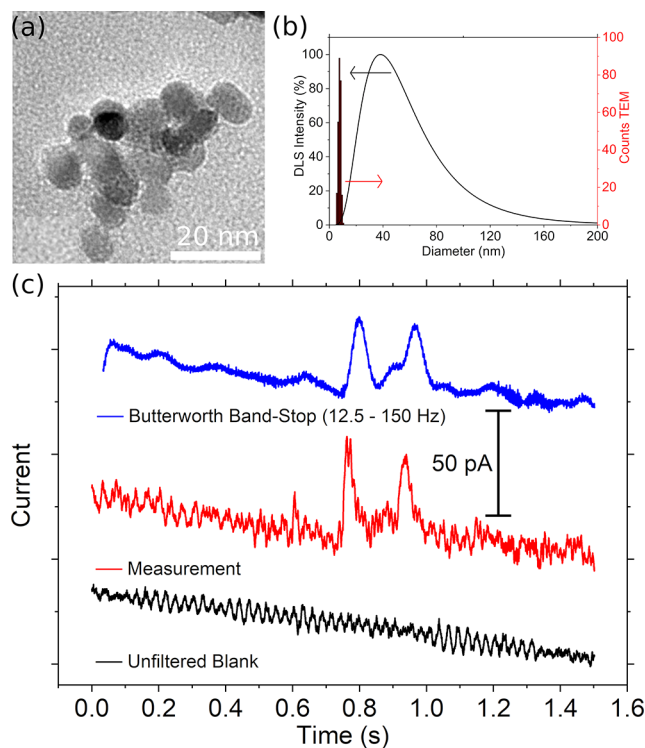 (a)
20 nm
(b)
DLS Intensity (%)
100
80
60
40
20
0
0
40
80
120
160
200
Diameter (nm)
100
80
60
40
20
0
Counts TEM
(c)
Current
Butterworth Band-Stop (12.5 - 150 Hz)
50 pA
Measurement
Unfiltered Blank
0.0
0.2
0.4
0.6
0.8
1.0
1.2
1.4
1.6
Time (s)